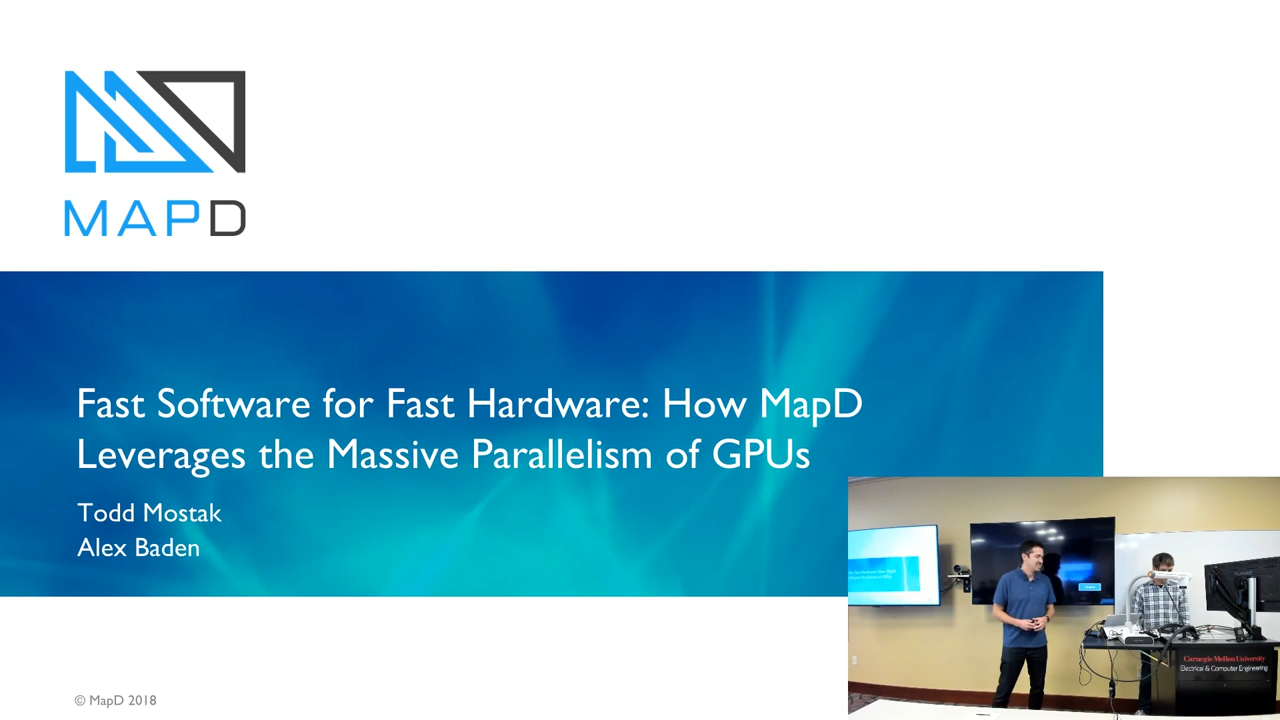 MAPD
Fast Software for Fast Hardware: How MapD
Leverages the Massive Parallelism of GPUs
Todd Mostak
Alex Baden
Carnegie Mellon University
Electrical & Computer Engineering
© MapD 2018